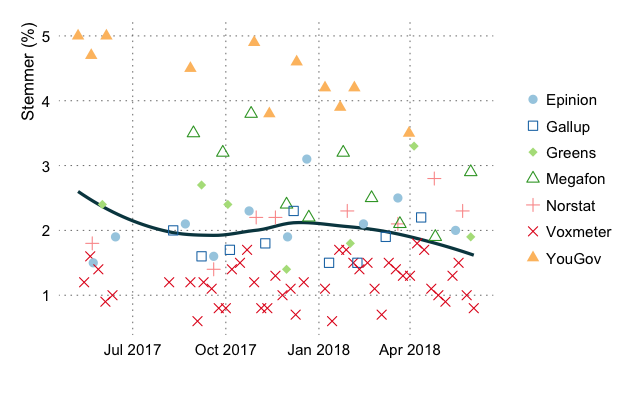 Stemmer (%)
5
4
3
2
1
Jul 2017
Oct 2017
Jan 2018
Apr 2018
Epinion
Gallup
Greens
Megafon
Norstat
Voxmeter
YouGov